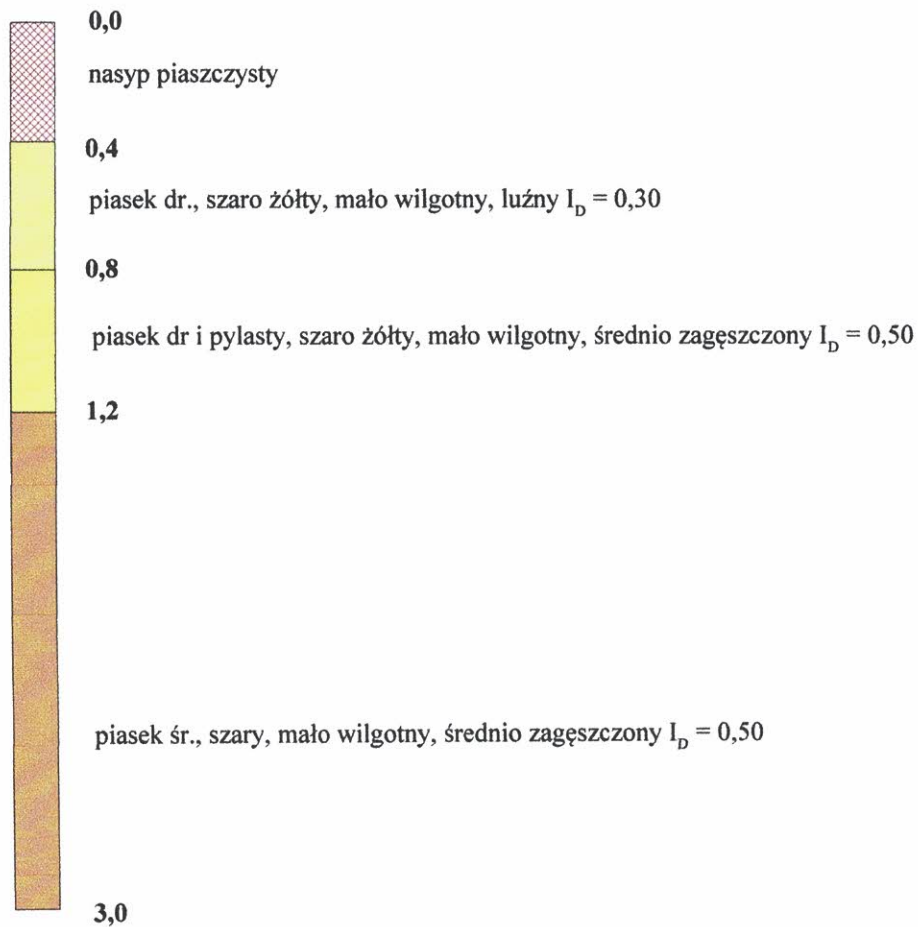 0,0
nasyp piaszczysty
0,4
piasek dr., szaro żółty, mało wilgotny, luźny I_D = 0,30
0,8
piasek dr i pylasty, szaro żółty, mało wilgotny, średnio zagęszczony I_D = 0,50
1,2
piasek śr., szary, mało wilgotny, średnio zagęszczony I_D = 0,50
3,0